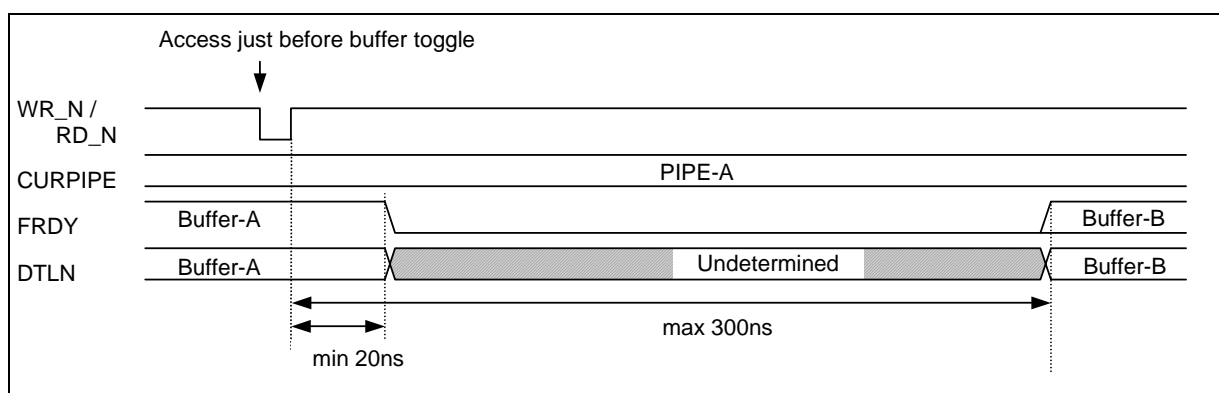 Access just before buffer toggle
WR_N /
RD_N
CURPIPE
PIPE-A
FRDY
Buffer-A
Buffer-B
DTLN
Buffer-A
Undetermined
Buffer-B
max 300ns
min 20ns